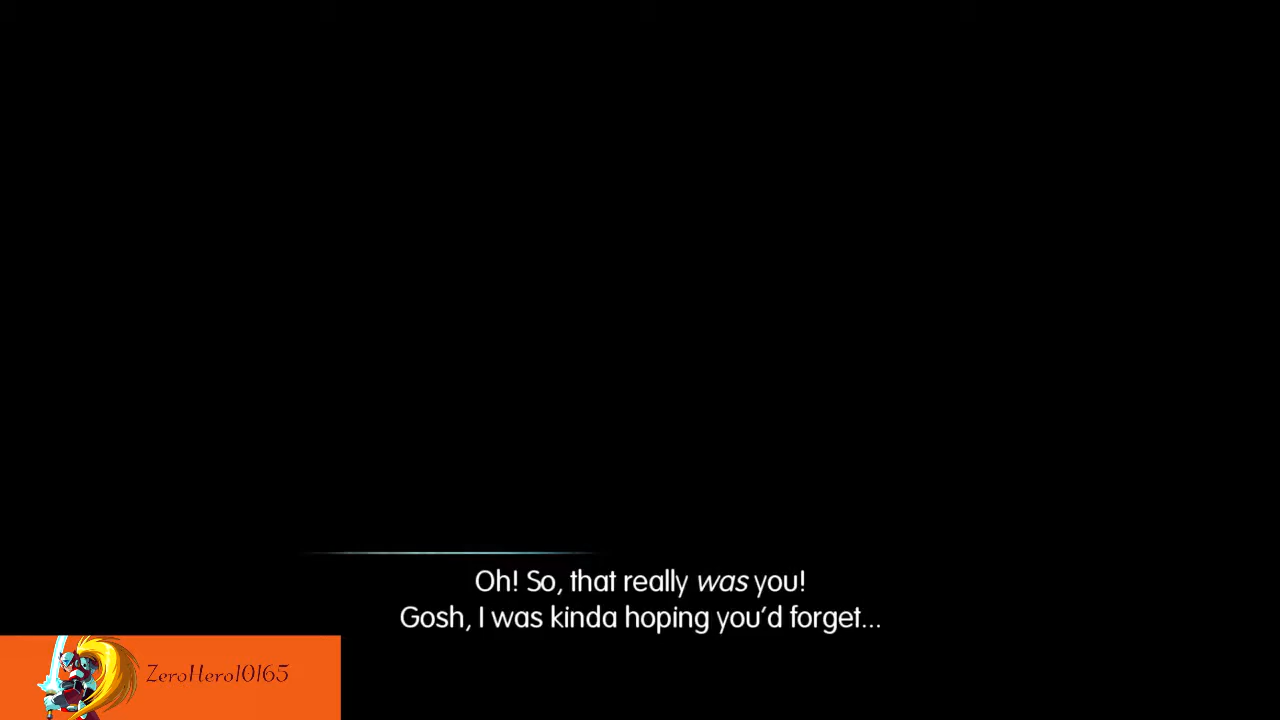 Oh! So, that really was you!
Gosh, I was kinda hoping you'd forget...
ZeroHero10165